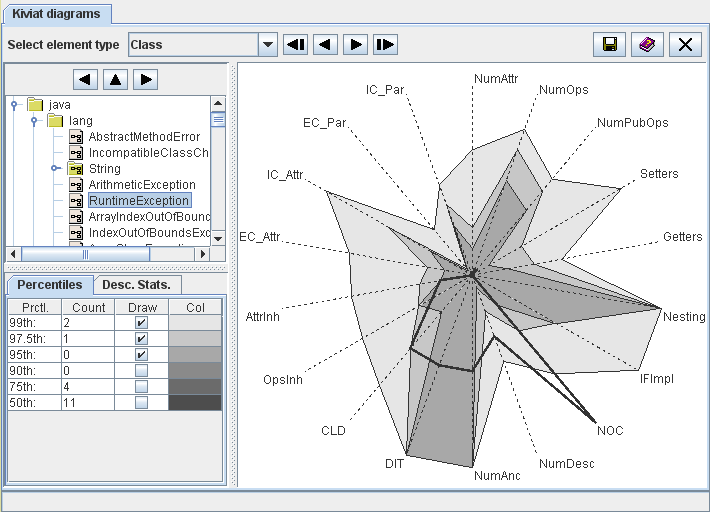 Kiviat diagrams
Select element type Class
java
lang
AbstractMethodError
IncompatibleClassCh
String
ArithmeticException
RuntimeException
ArrayIndexOutOfBound
IndexOutOfBoundsExc
Percentiles Desc. Stats.
Prctl. Count Draw Col
99th: 2
97.5th: 1
95th: 0
90th: 0
75th: 4
50th: 11
NumAttr
NumOps
NumPubOps
Setters
Getters
Nesting
IFImpl
NOC
NumDesc
NumAnc
DIT
CLD
OpsInh
AttrInh
EC_Attr
IC_Attr
EC_Par
IC_Par